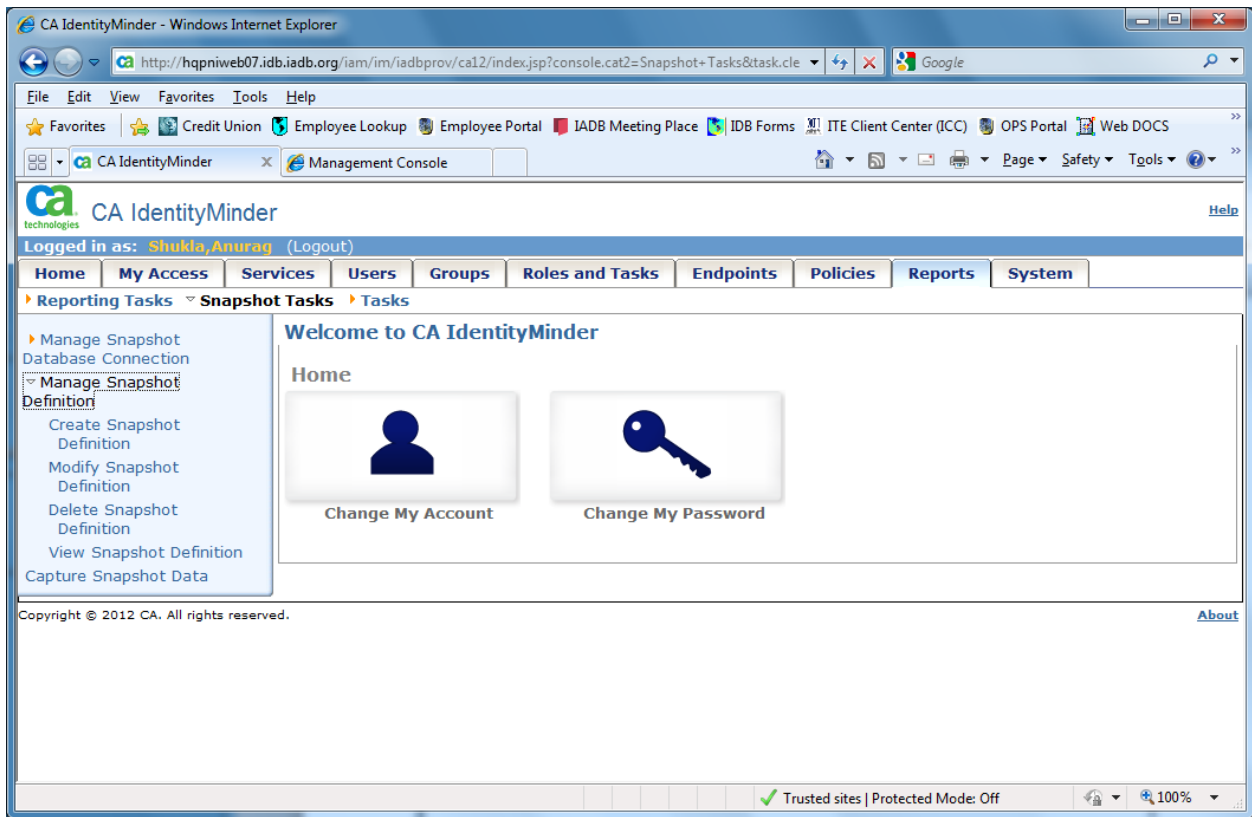 CA IdentityMinder - Windows Internet Explorer
http://hqpniweb07.idb.iadb.org/iam/im/iadbprov/ca12/index.jsp?console.cat2=Snapshot+Tasks&task.cle
Google
File Edit View Favorites Tools Help
Favorites Credit Union Employee Lookup Employee Portal IADB Meeting Place IDB Forms ITE Client Center (ICC) OPS Portal Web DOCS
CA IdentityMinder Management Console Page Safety Tools
ca technologies CA IdentityMinder Help
Logged in as: Shukla,Anurag (Logout)
Home My Access Services Users Groups Roles and Tasks Endpoints Policies Reports System
Reporting Tasks Snapshot Tasks Tasks
Manage Snapshot
Database Connection
Manage Snapshot
Definition
Create Snapshot
Definition
Modify Snapshot
Definition
Delete Snapshot
Definition
View Snapshot Definition
Capture Snapshot Data
Welcome to CA IdentityMinder
Home
Change My Account Change My Password
Copyright © 2012 CA. All rights reserved. About
Trusted sites | Protected Mode: Off 100%